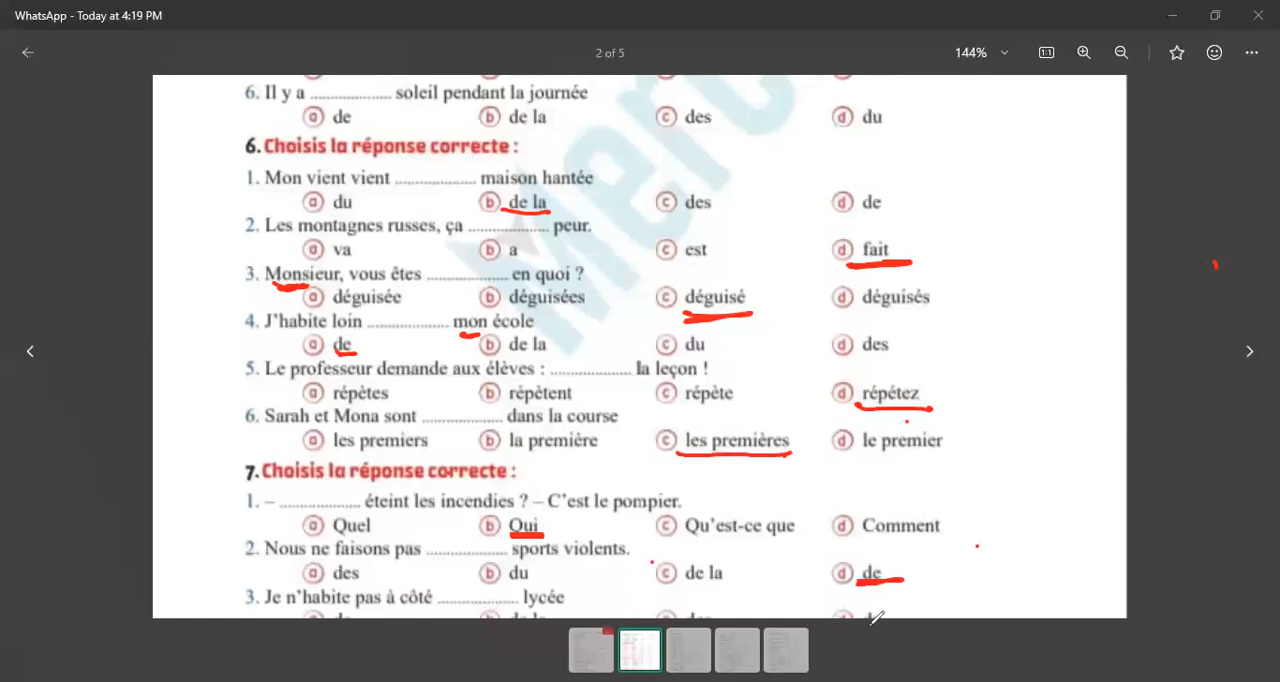 WhatsApp - Today at 4:19 PM
2 of 5
144%
6. Il y a ................ soleil pendant la journée
a de b de la c des d du
6. Choisis la réponse correcte :
1. Mon vient vient ................ maison hantée
a du b de la c des d de
2. Les montagnes russes, ça ................ peur.
a va b a c est d fait
3. Monsieur, vous êtes ................ en quoi ?
a déguisée b déguisées c déguisé d déguisés
4. J'habite loin ................ mon école
a de b de la c du d des
5. Le professeur demande aux élèves : ................ la leçon !
a répètes b répètent c répète d répétez
6. Sarah et Mona sont ................ dans la course
a les premiers b la première c les premières d le premier
7. Choisis la réponse correcte :
1. – ................ éteint les incendies ? – C'est le pompier.
a Quel b Qui c Qu'est-ce que d Comment
2. Nous ne faisons pas ................ sports violents.
a des b du c de la d de
3. Je n'habite pas à côté ................ lycée
Merc